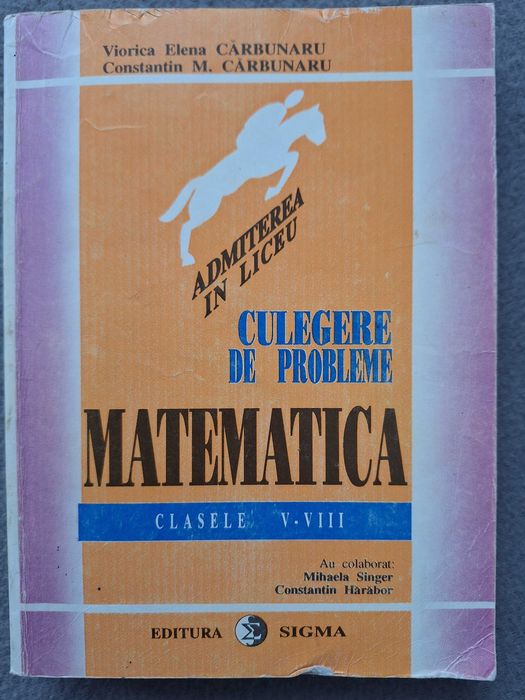 Viorica Elena CĂRBUNARU
Constantin M. CĂRBUNARU
ADMITEREA
IN LICEU
CULEGERE
DE PROBLEME
MATEMATICA
CLASELE V-VIII
Au colaborat:
Mihaela Singer
Constantin Hărăbor
EDITURA Σ SIGMA